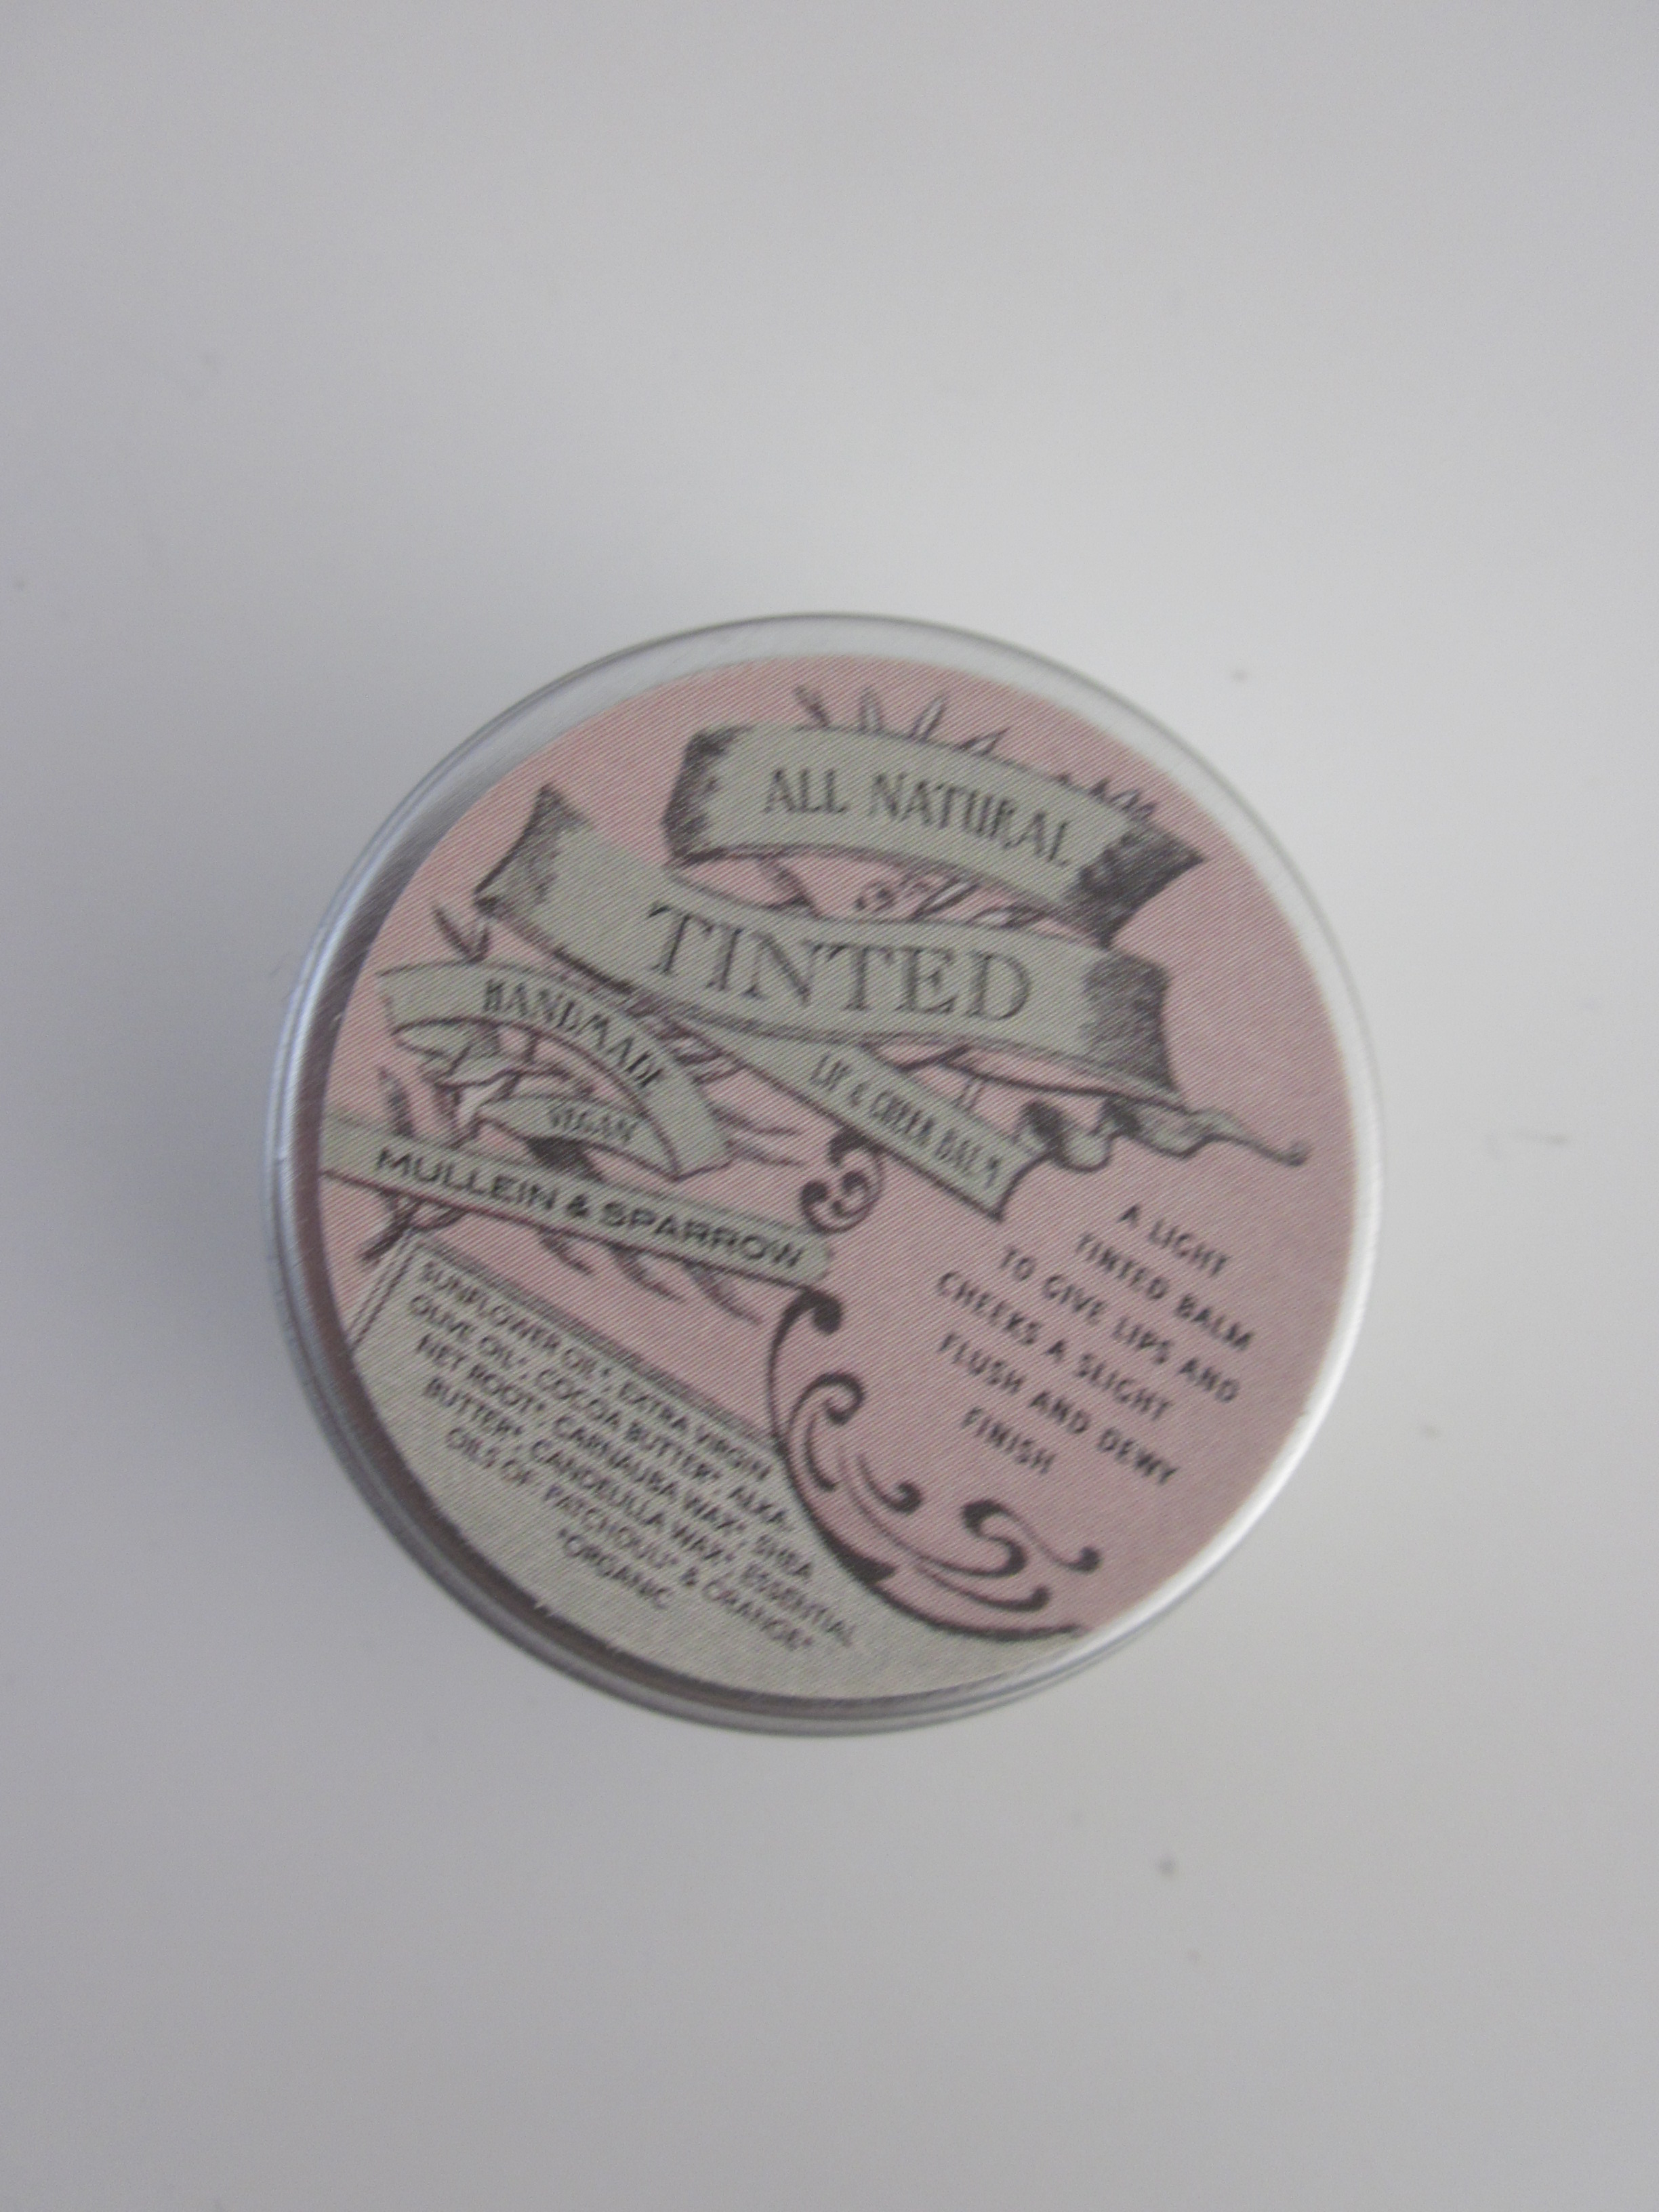 ALL NATURAL
TINTED
LIP & CHEEK BALM
HANDMADE
VEGAN
MULLEIN & SPARROW
A LIGHT
TINTED BALM
TO GIVE LIPS AND
CHEEKS A SLIGHT
FLUSH AND DEWY
FINISH
SUNFLOWER OIL*, EXTRA VIRGIN
OLIVE OIL*, COCOA BUTTER*, ALKA-
NET ROOT*, CARNAUBA WAX*, SHEA
BUTTER*, CANDELILLA WAX*, ESSENTIAL
OILS OF PATCHOULI* & ORANGE*
*ORGANIC